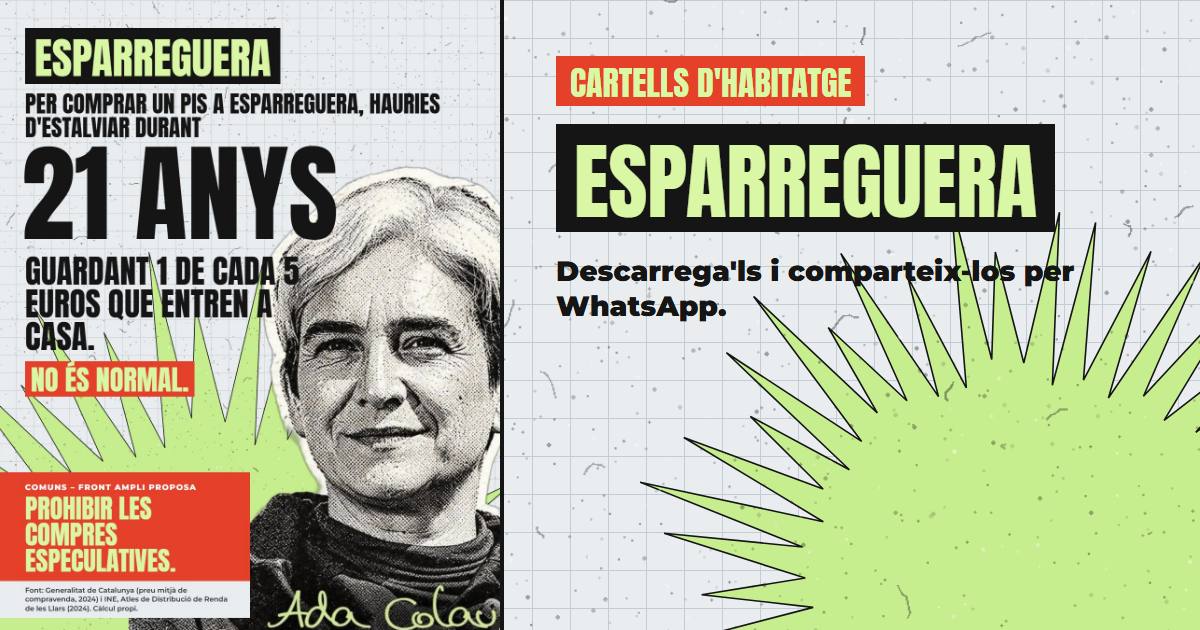 ESPARREGUERA
PER COMPRAR UN PIS A ESPARREGUERA, HAURIES
D'ESTALVIAR DURANT
21 ANYS
GUARDANT 1 DE CADA 5
EUROS QUE ENTREN A
CASA.
NO ÉS NORMAL.
COMUNS – FRONT AMPLI PROPOSA
PROHIBIR LES
COMPRES
ESPECULATIVES.
Font: Generalitat de Catalunya (preu mitjà de
compravenda, 2024) i INE, Atles de Distribució de Renda
de les Llars (2024). Càlcul propi.
Ada Colau
CARTELLS D'HABITATGE
ESPARREGUERA
Descarrega'ls i comparteix-los per
WhatsApp.